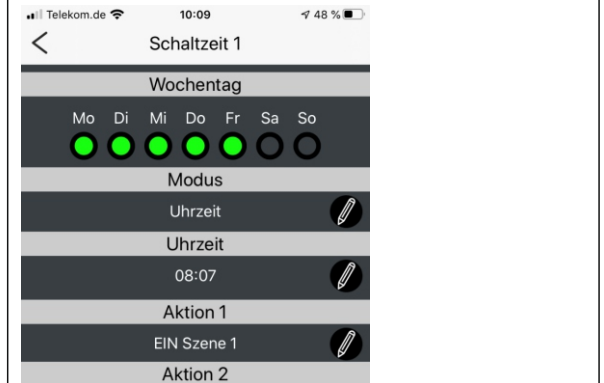 Telekom.de 10:09 48 %
Schaltzeit 1
Wochentag
Mo Di Mi Do Fr Sa So
Modus
Uhrzeit
Uhrzeit
08:07
Aktion 1
EIN Szene 1
Aktion 2